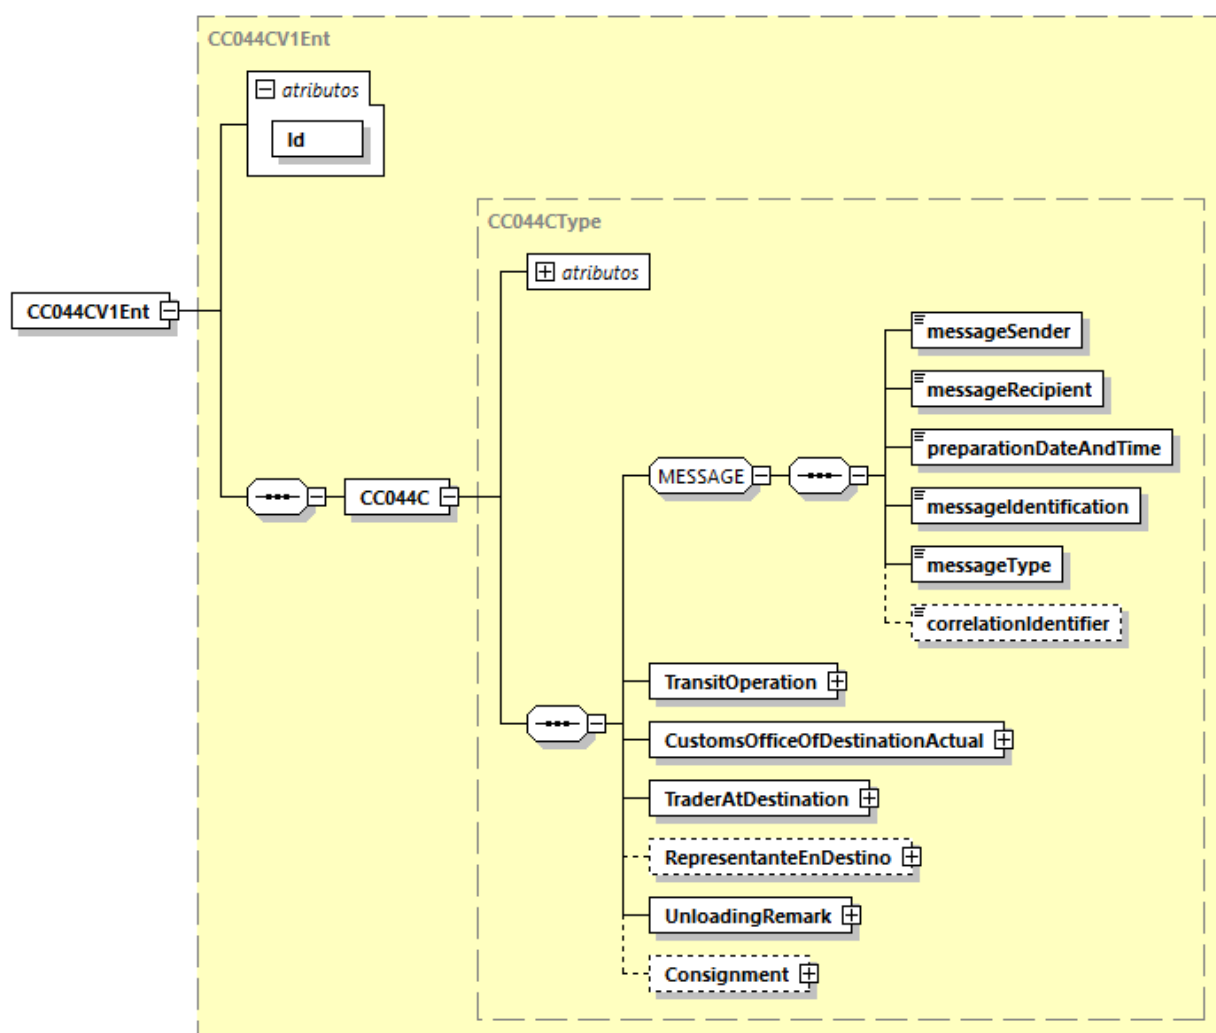 CC044CV1Ent
atributos
Id
CC044CType
atributos
CC044CV1Ent
messageSender
messageRecipient
preparationDateAndTime
MESSAGE
CC044C
messageIdentification
messageType
correlationIdentifier
TransitOperation
CustomsOfficeOfDestinationActual
TraderAtDestination
RepresentanteEnDestino
UnloadingRemark
Consignment